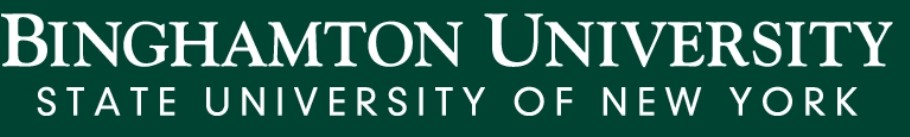 BINGHAMTON UNIVERSITY
STATE UNIVERSITY OF NEW YORK